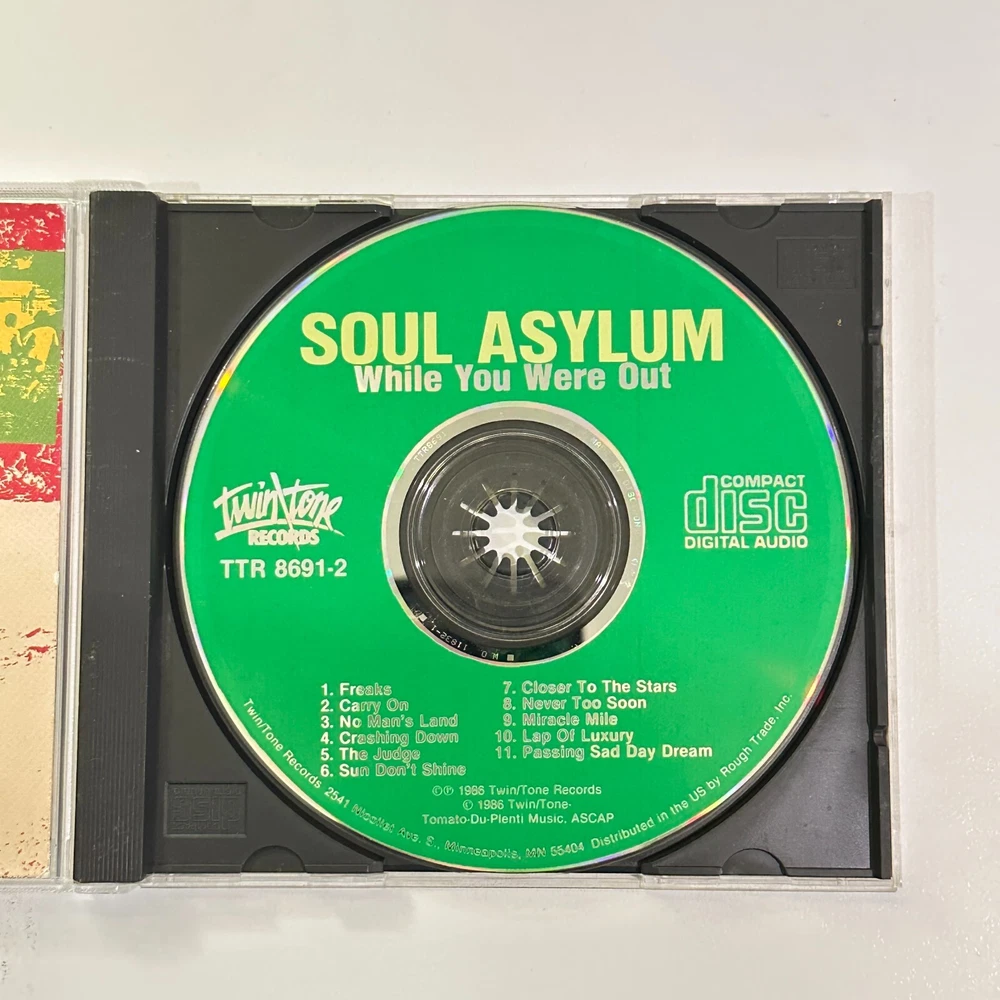 SOUL ASYLUM
While You Were Out
Twin/Tone
RECORDS
TTR 8691-2
COMPACT
disc
DIGITAL AUDIO
1. Freaks
2. Carry On
3. No Man's Land
4. Crashing Down
5. The Judge
6. Sun Don't Shine
7. Closer To The Stars
8. Never Too Soon
9. Miracle Mile
10. Lap Of Luxury
11. Passing Sad Day Dream
©℗ 1986 Twin/Tone Records
© 1986 Twin/Tone-
Tomato-Du-Plenti Music. ASCAP
Twin/Tone Records 2541 Nicollet Ave. S., Minneapolis, MN 55404 Distributed in the US by Rough Trade, Inc.